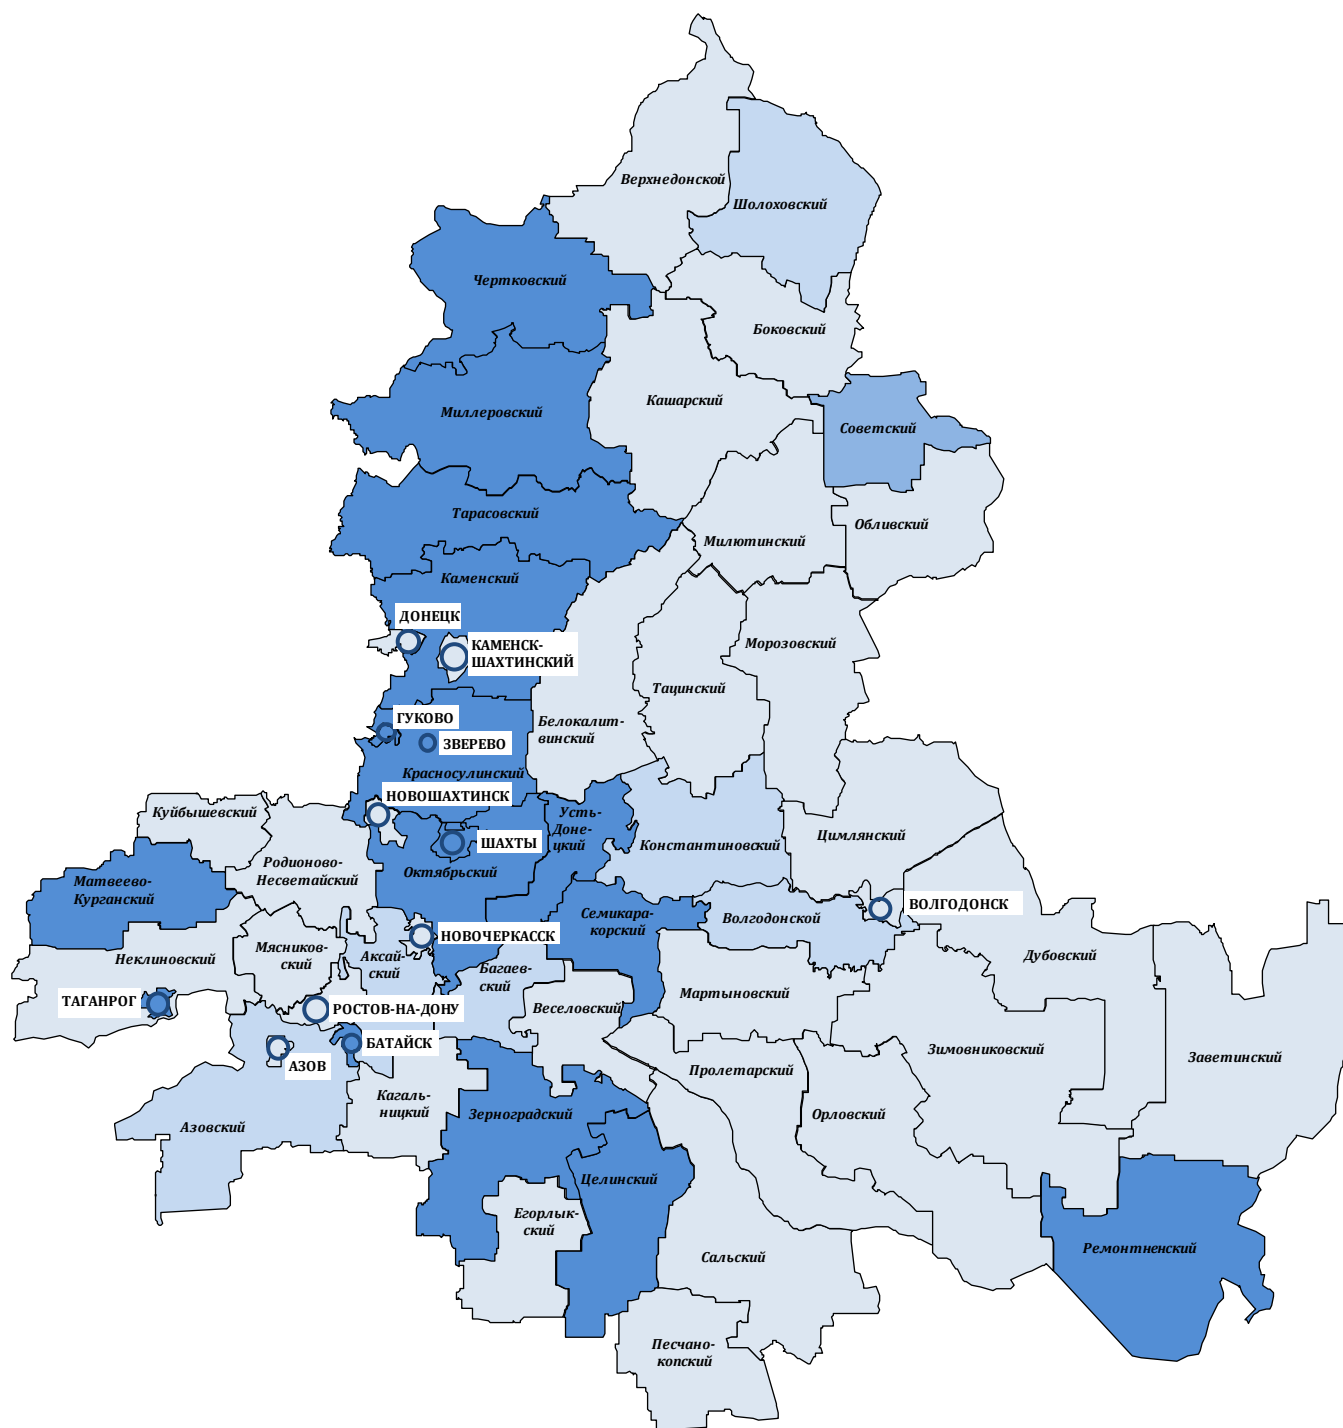 Верхнедонской
Шолоховский
Чертковский
Боковский
Кашарский
Миллеровский
Советский
Тарасовский
Обливский
Милютинский
Каменский
ДОНЕЦК
КАМЕНСК-
ШАХТИНСКИЙ
Морозовский
Тацинский
ГУКОВО
Белокалит-
винский
ЗВЕРЕВО
Красносулинский
НОВОШАХТИНСК
Куйбышевский
Усть-
Доне-
цкий
Цимлянский
ШАХТЫ
Константиновский
Родионово-
Несветайский
Октябрьский
Матвеево-
Курганский
ВОЛГОДОНСК
Семикара-
корский
Волгодонской
НОВОЧЕРКАССК
Мясников-
ский
Аксай-
ский
Неклиновский
Дубовский
Багаев-
ский
Мартыновский
ТАГАНРОГ
РОСТОВ-НА-ДОНУ
Веселовский
БАТАЙСК
Зимовниковский
Заветинский
АЗОВ
Пролетарский
Кагаль-
ницкий
Зерноградский
Орловский
Азовский
Целинский
Егорлык-
ский
Ремонтненский
Сальский
Песчано-
копский